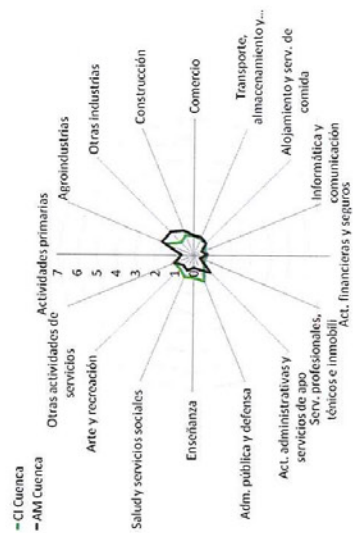 CI Cuenca
AM Cuenca
Actividades primarias
7
6
5
4
3
2
1
0
Agroindustrias
Otras industrias
Construcción
Comercio
Transporte,
almacenamiento y...
Alojamiento y serv. de
comida
Informática y
comunicación
Act. financieras y seguros
Serv. profesionales,
ténicos e inmobili
Act. administrativas y
servicios de apo
Adm. pública y defensa
Enseñanza
Salud y servicios sociales
Arte y recreación
Otras actividades de
servicios